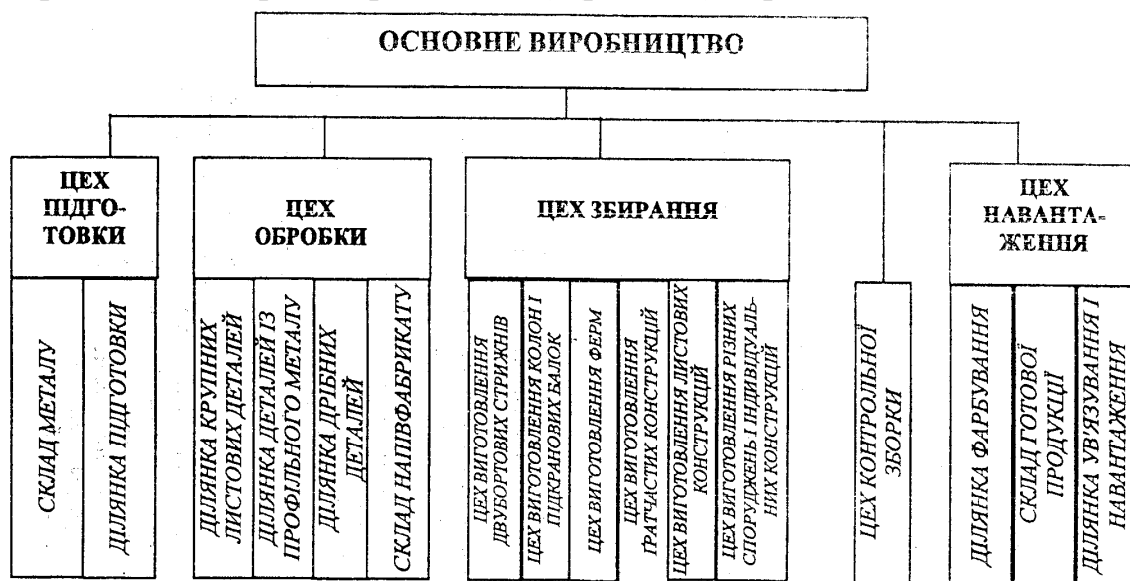 ОСНОВНЕ ВИРОБНИЦТВО
ЦЕХ
ПІДГО-
ТОВКИ
СКЛАД МЕТАЛУ
ДІЛЯНКА ПІДГОТОВКИ
ЦЕХ
ОБРОБКИ
ДІЛЯНКА КРУПНИХ
ЛИСТОВИХ ДЕТАЛЕЙ
ДІЛЯНКА ДЕТАЛЕЙ ІЗ
ПРОФІЛЬНОГО МЕТАЛУ
ДІЛЯНКА ДРІБНИХ
ДЕТАЛЕЙ
СКЛАД НАПІВФАБРИКАТУ
ЦЕХ ЗБИРАННЯ
ЦЕХ ВИГОТОВЛЕННЯ
ДВУБОРТОВИХ СТРИЖНІВ
ЦЕХ ВИГОТОВЛЕННЯ КОЛОН І
ПІДКРАНОВИХ БАЛОК
ЦЕХ ВИГОТОВЛЕННЯ ФЕРМ
ЦЕХ ВИГОТОВЛЕННЯ
ҐРАТЧАСТИХ КОНСТРУКЦІЙ
ЦЕХ ВИГОТОВЛЕННЯ ЛИСТОВИХ
КОНСТРУКЦІЙ
ЦЕХ ВИГОТОВЛЕННЯ РІЗНИХ
СПОРУДЖЕНЬ І ІНДИВІДУАЛЬ-
НИХ КОНСТРУКЦІЙ
ЦЕХ КОНТРОЛЬНОЇ
ЗБОРКИ
ЦЕХ
НАВАНТА-
ЖЕННЯ
ДІЛЯНКА ФАРБУВАННЯ
СКЛАД ГОТОВОЇ
ПРОДУКЦІЇ
ДІЛЯНКА УВ'ЯЗУВАННЯ І
НАВАНТАЖЕННЯ